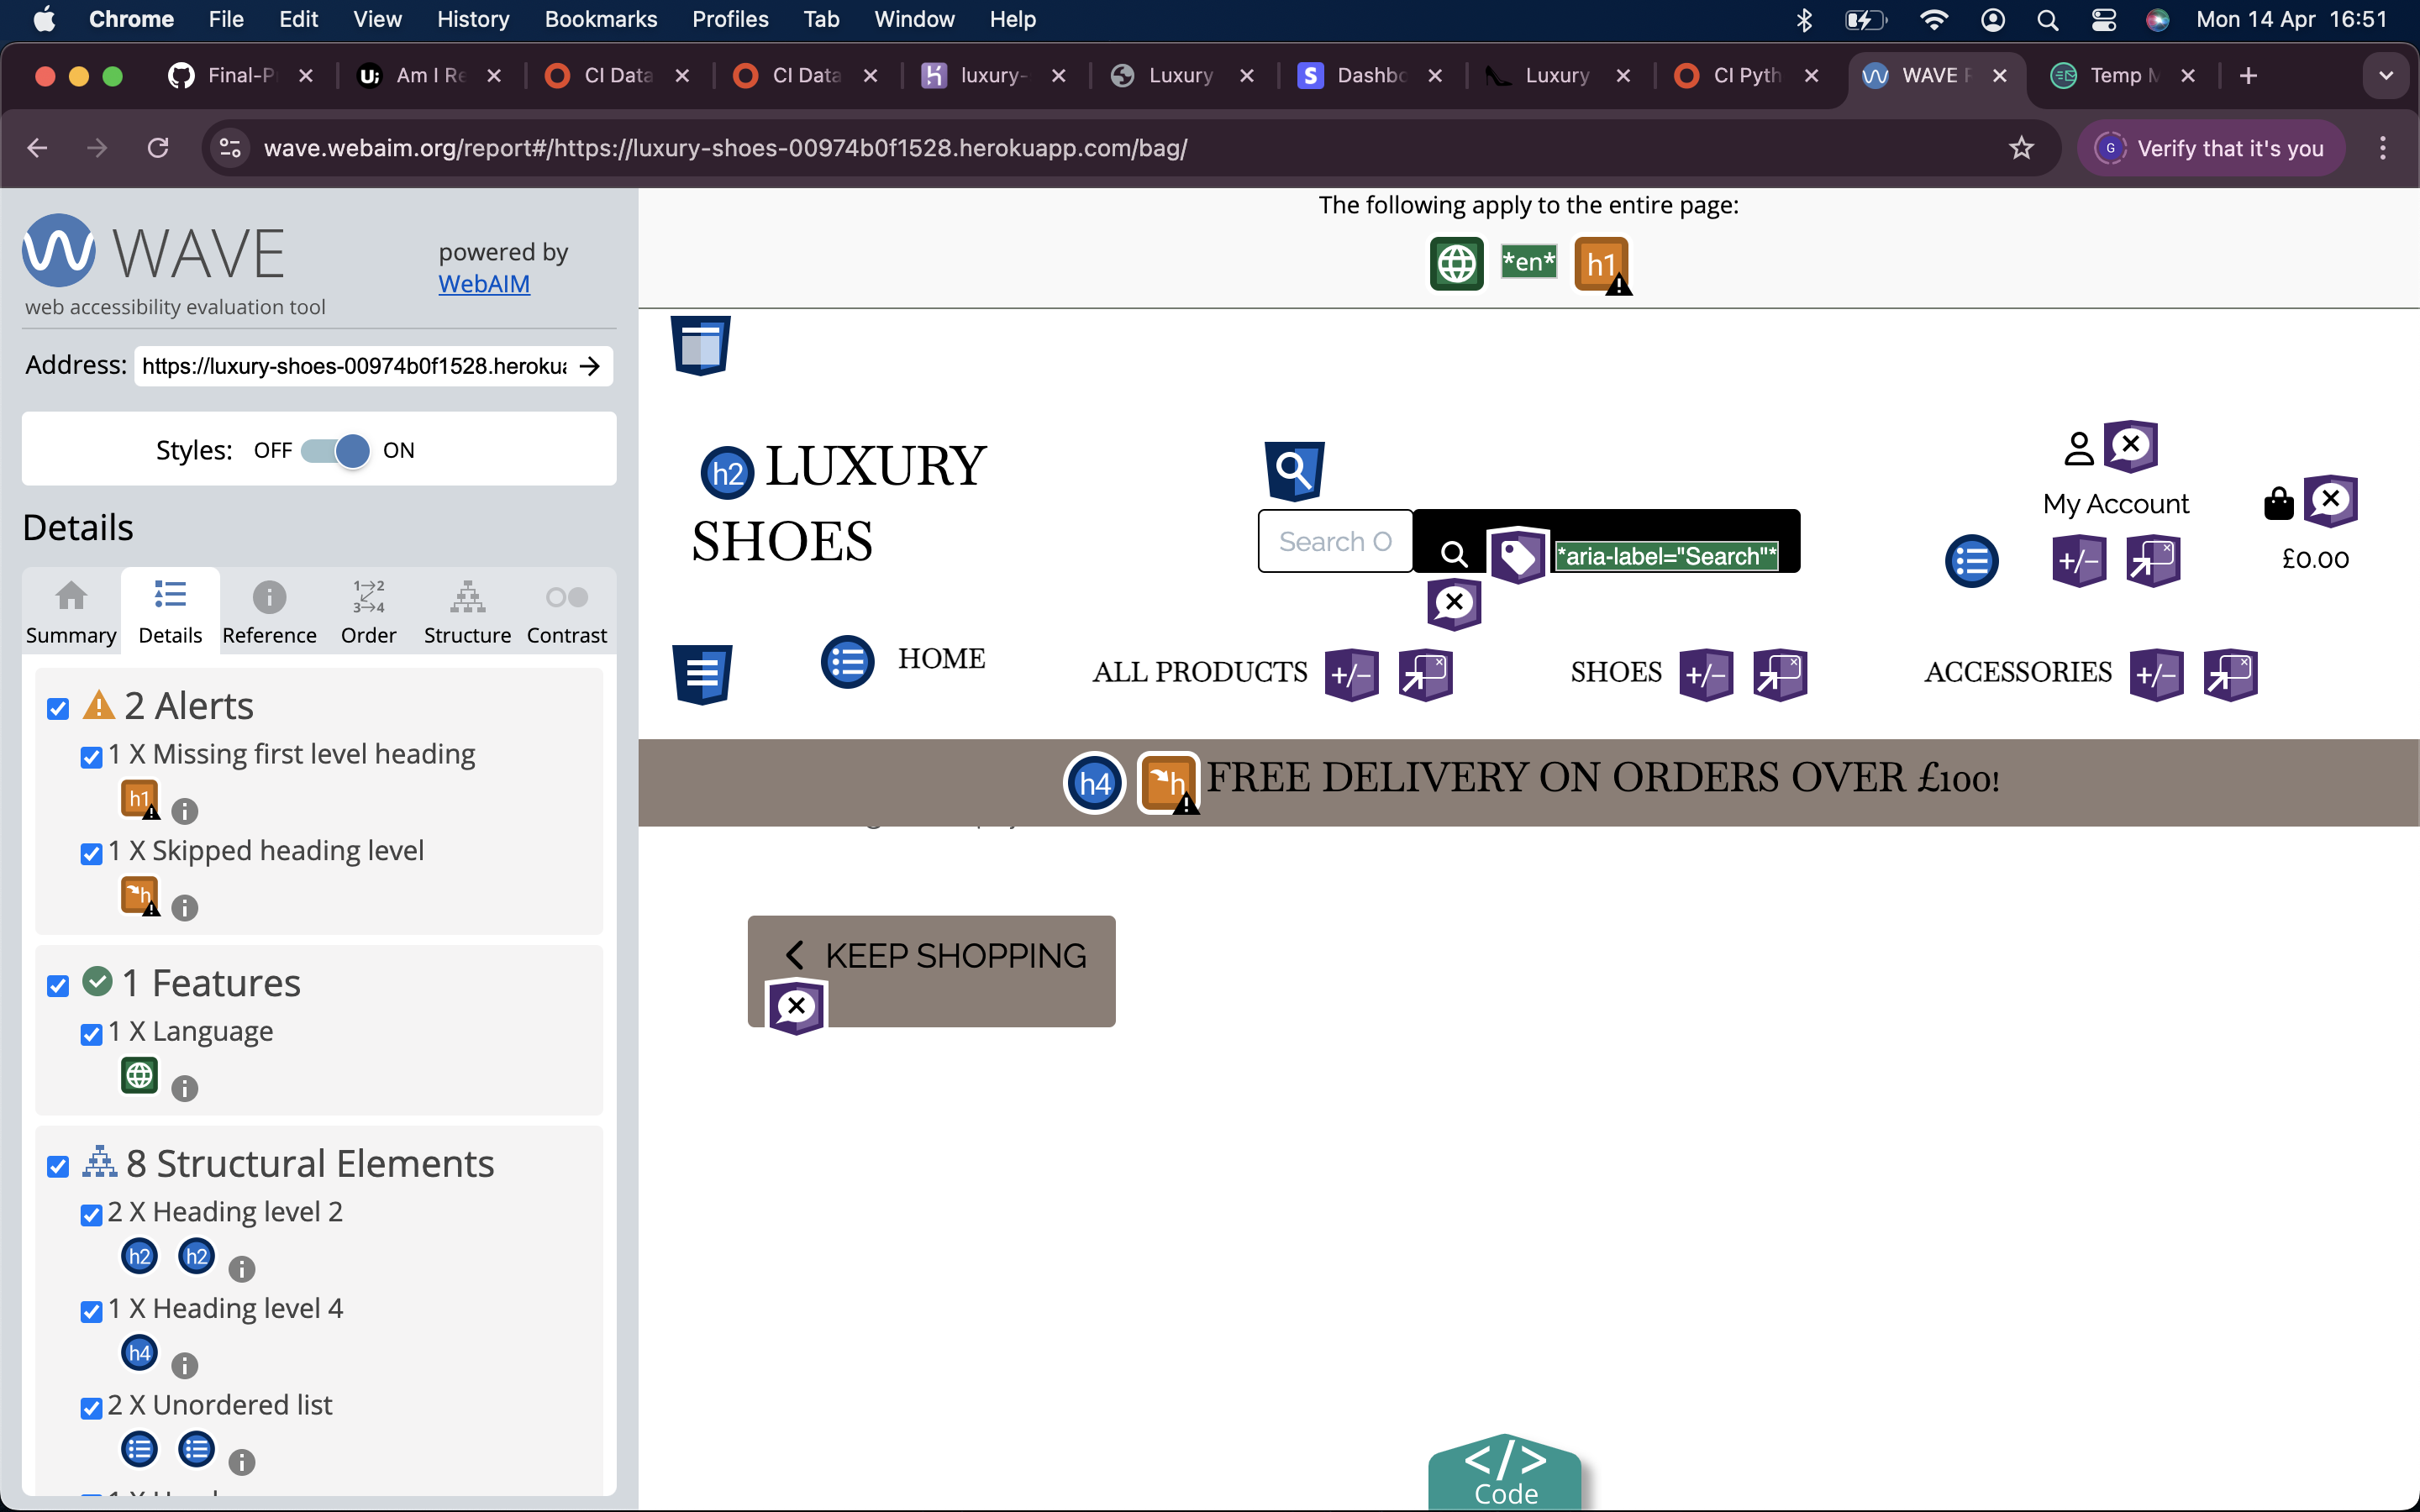 Chrome File Edit View History Bookmarks Profiles Tab Window Help Mon 14 Apr 16:51
Final-P Am I Re CI Data CI Data luxury- Luxury Dashbo Luxury CI Pyth WAVE Temp
wave.webaim.org/report#/https://luxury-shoes-00974b0f1528.herokuapp.com/bag/
G Verify that it's you
WAVE
web accessibility evaluation tool
powered by
WebAIM
Address: https://luxury-shoes-00974b0f1528.heroku
Styles: OFF ON
Details
Summary Details Reference Order Structure Contrast
2 Alerts
1 X Missing first level heading
h1
1 X Skipped heading level
h
1 Features
1 X Language
8 Structural Elements
2 X Heading level 2
h2 h2
1 X Heading level 4
h4
2 X Unordered list
The following apply to the entire page:
*en* h1
h2 LUXURY
SHOES
Search O
*aria-label="Search"*
My Account
+/-
£0.00
HOME ALL PRODUCTS +/- SHOES +/- ACCESSORIES +/-
h4 h FREE DELIVERY ON ORDERS OVER £100!
KEEP SHOPPING
</>
Code